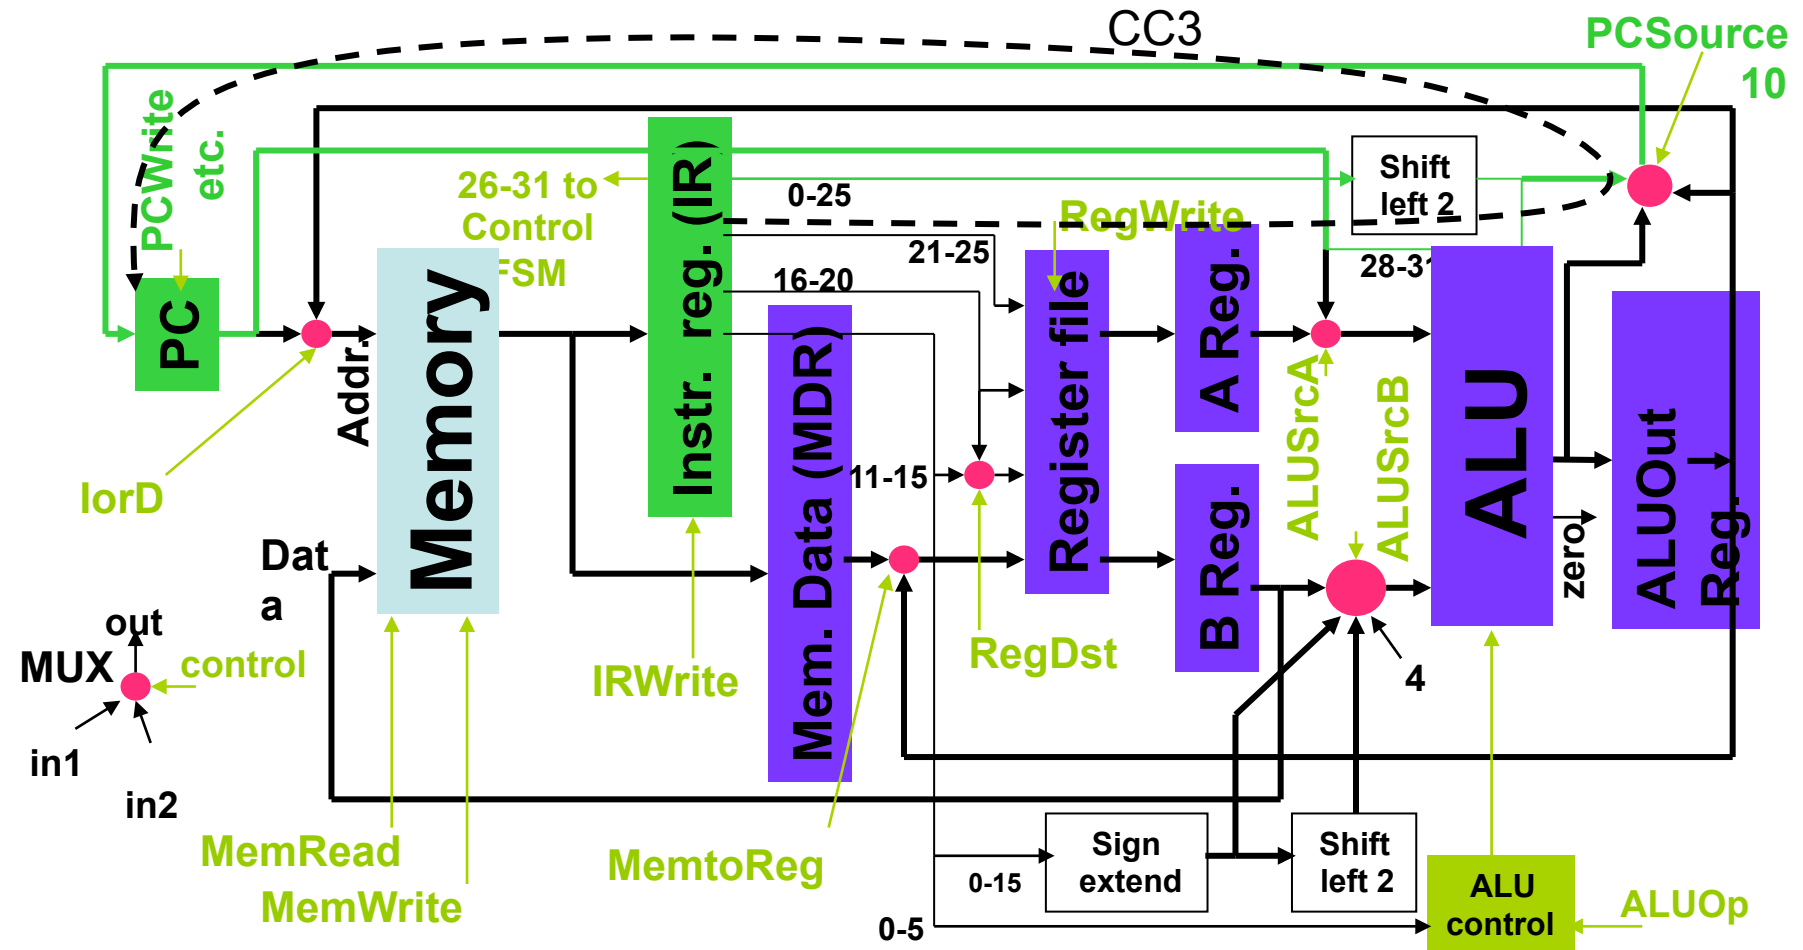 CC3
PCSource
10
PCWrite
etc.
26-31 to
Control
FSM
0-25
Shift
left 2
RegWrite
21-25
28-31
16-20
PC
Addr.
Memory
Instr. reg. (IR)
Mem. Data (MDR)
Register file
A Reg.
B Reg.
ALUSrcA
ALUSrcB
ALU
zero
ALUOut
Reg.
11-15
IorD
Dat
a
out
MUX
control
in1
in2
IRWrite
RegDst
4
MemRead
MemWrite
MemtoReg
Sign
extend
Shift
left 2
0-15
0-5
ALU
control
ALUOp